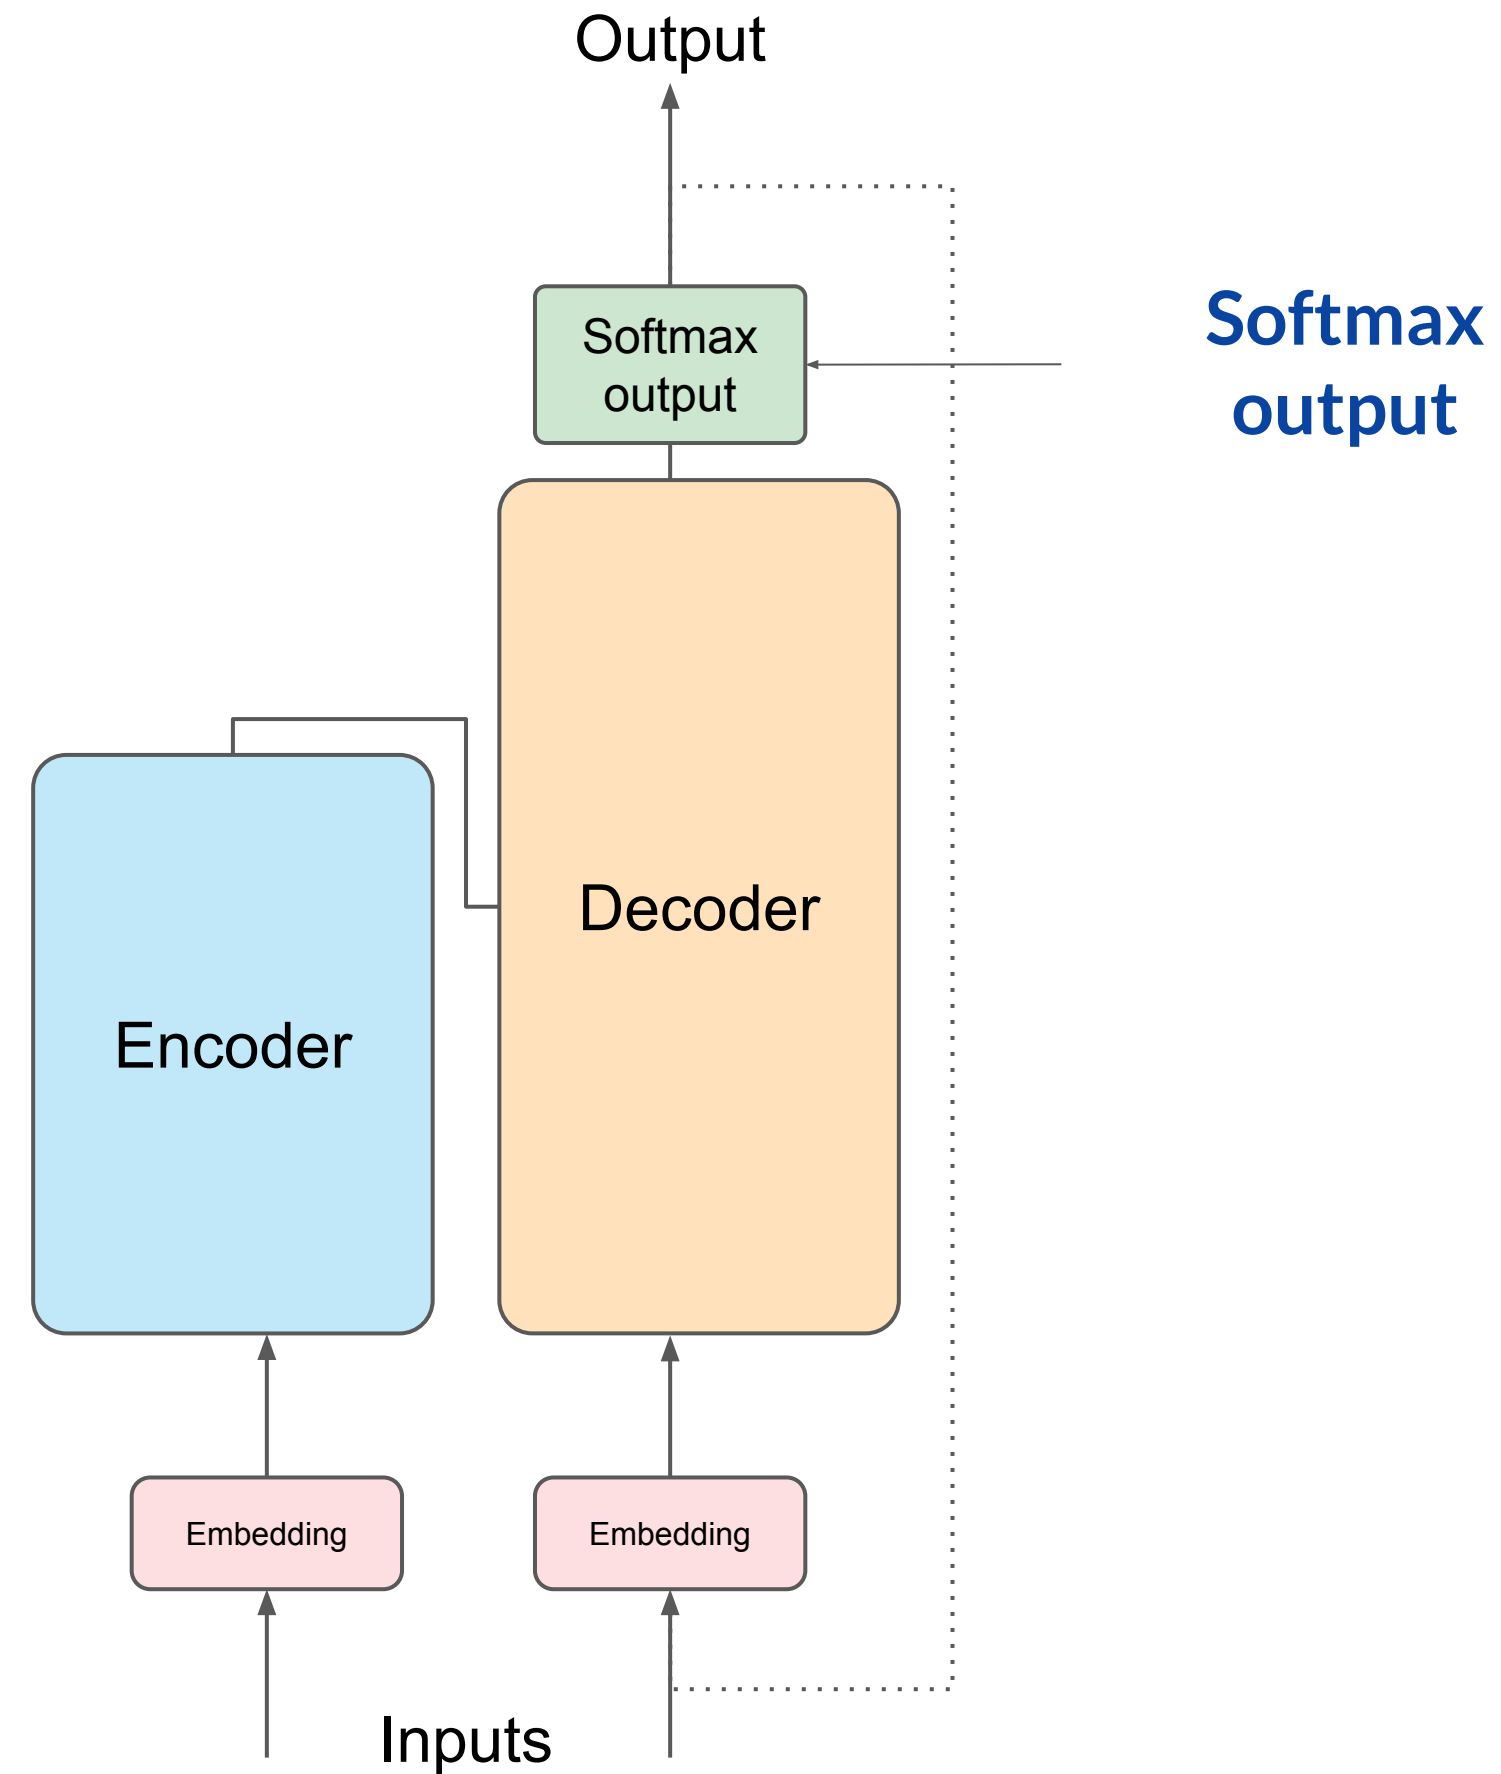 Output
Softmax
output
Softmax
output
Decoder
Encoder
Embedding
Embedding
Inputs